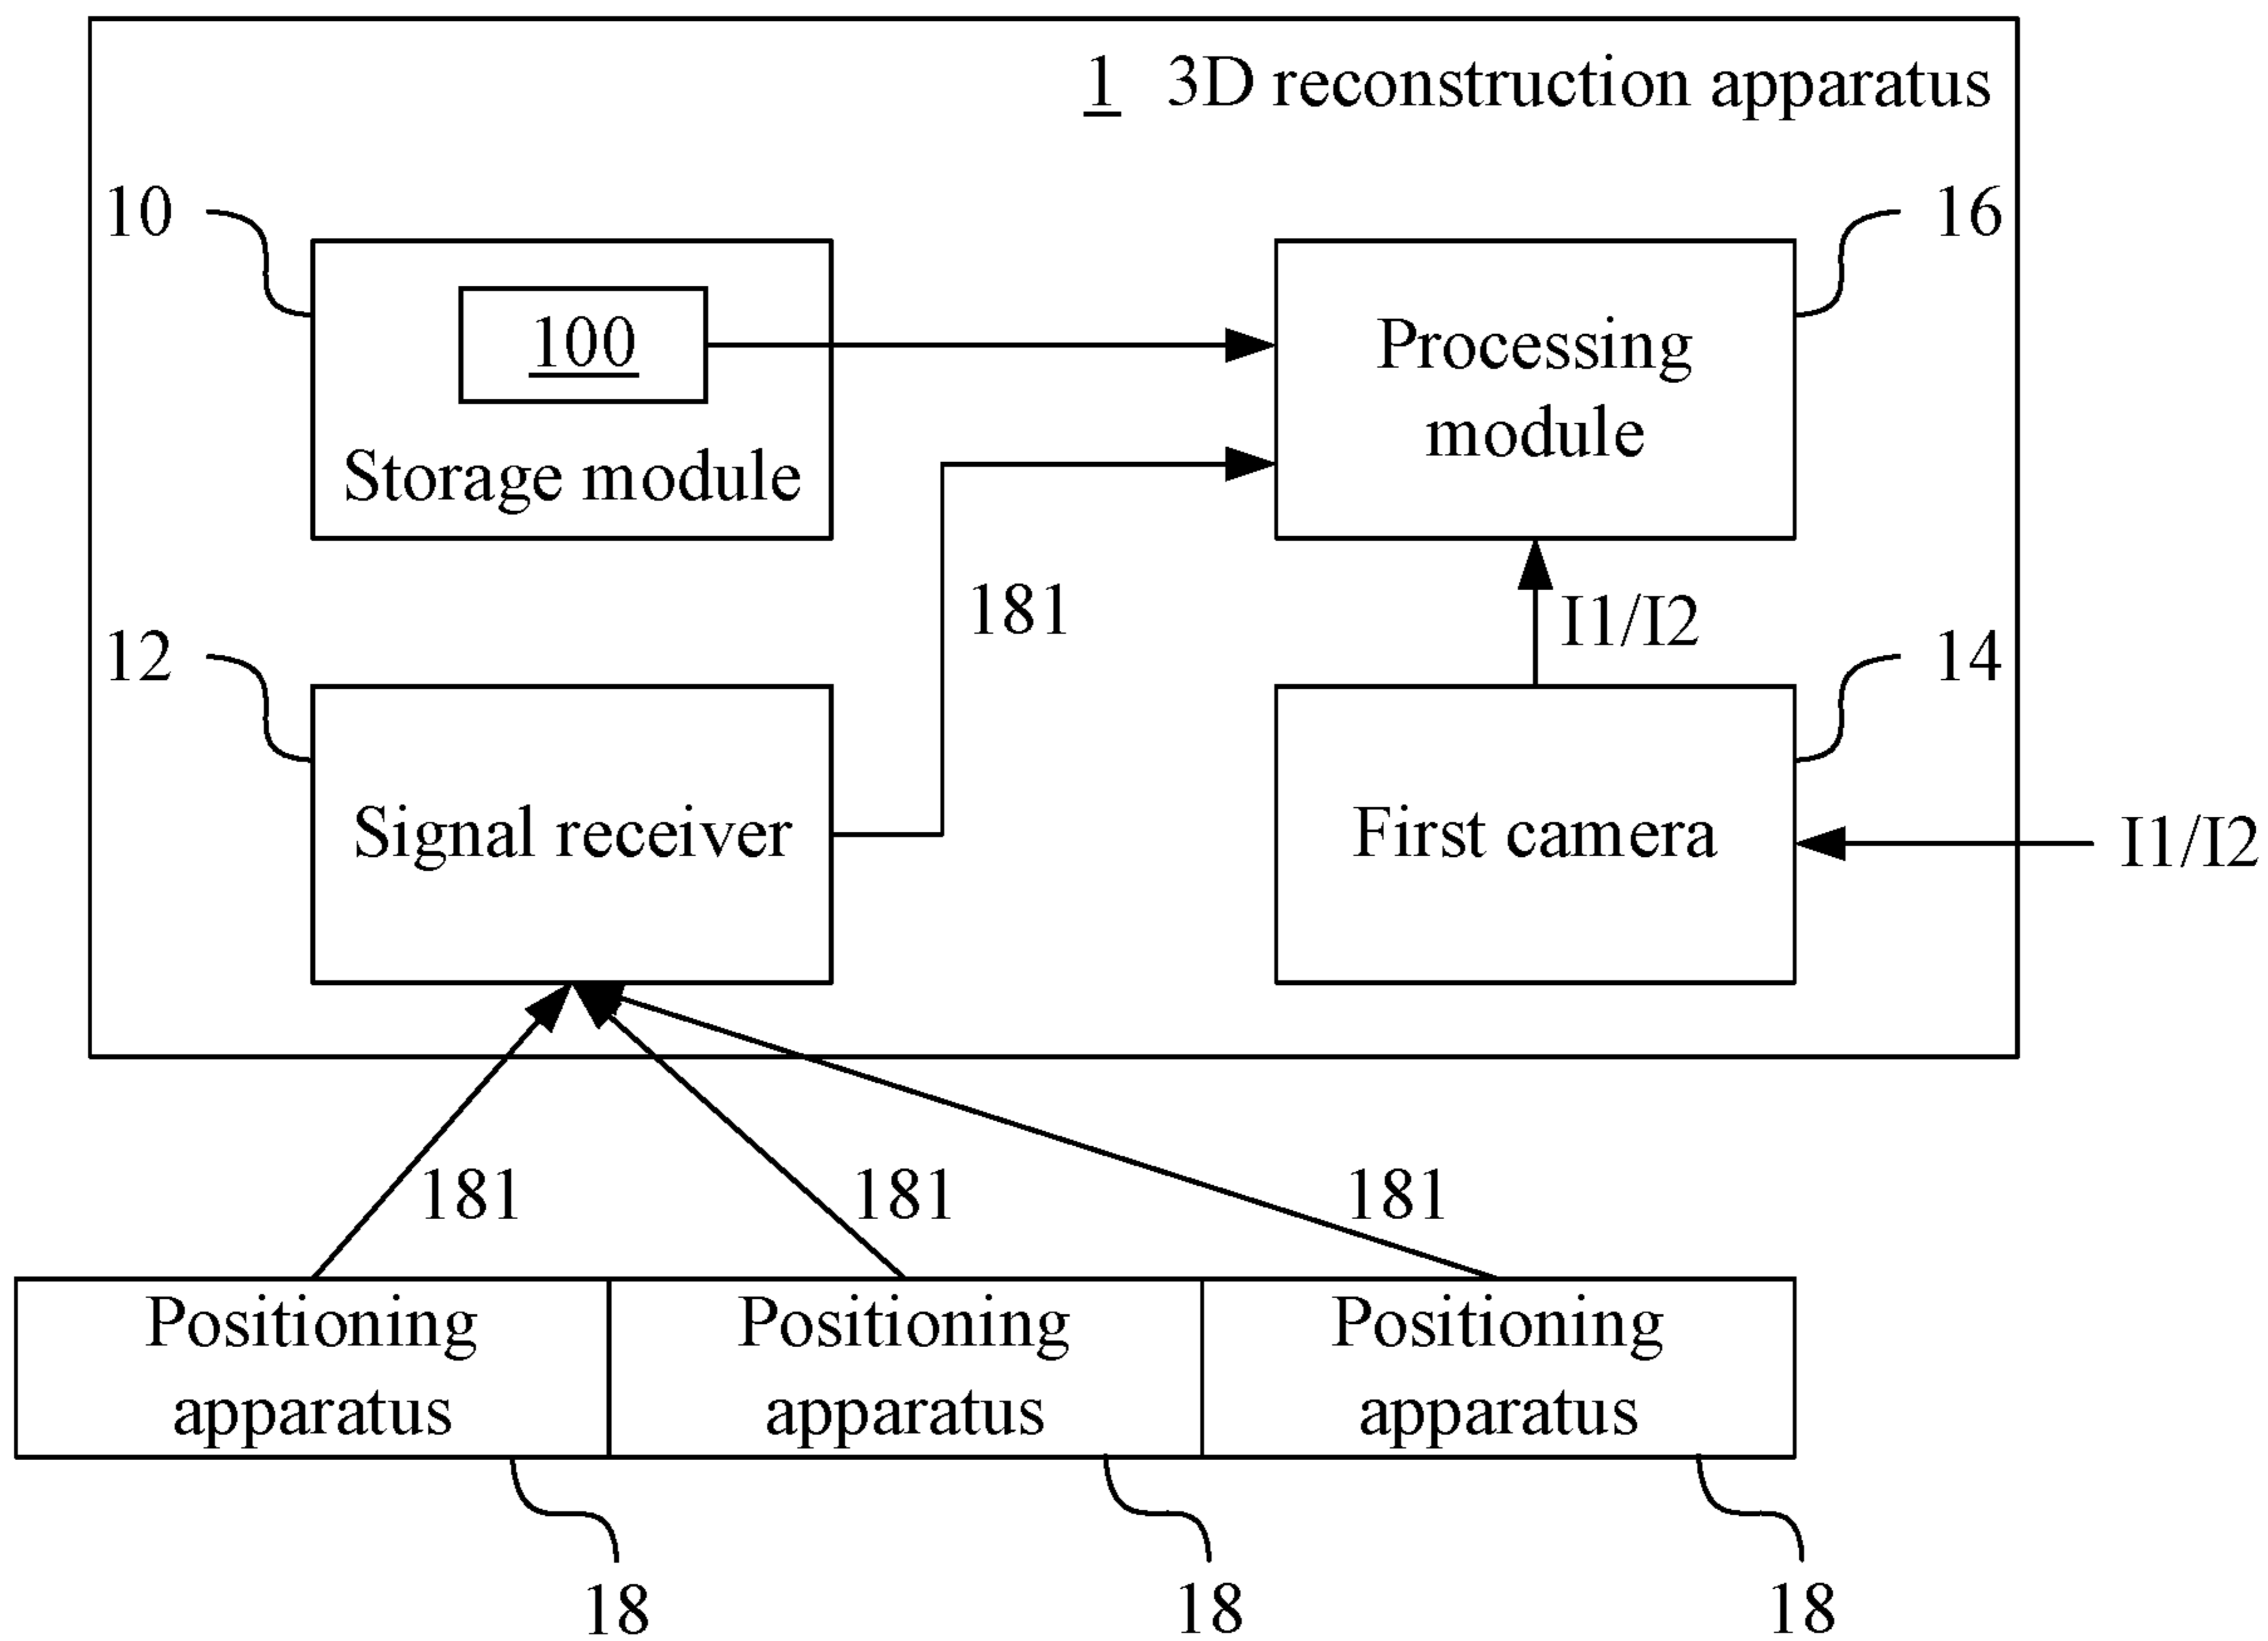 1 3D reconstruction apparatus
10
16
100
Processing
module
Storage module
181
I1/I2
12
14
Signal receiver
First camera
I1/I2
181
181
181
Positioning
apparatus
Positioning
apparatus
Positioning
apparatus
18
18
18